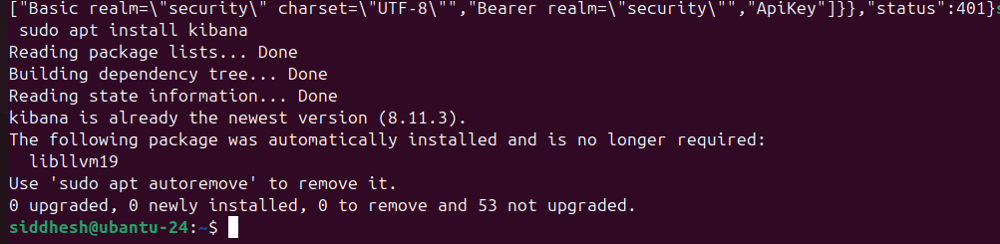 ["Basic realm=\"security\" charset=\"UTF-8\"","Bearer realm=\"security\"","ApiKey"]}},"status":401}s
sudo apt install kibana
Reading package lists... Done
Building dependency tree... Done
Reading state information... Done
kibana is already the newest version (8.11.3).
The following package was automatically installed and is no longer required:
  libllvm19
Use 'sudo apt autoremove' to remove it.
0 upgraded, 0 newly installed, 0 to remove and 53 not upgraded.
siddhesh@ubantu-24:~$